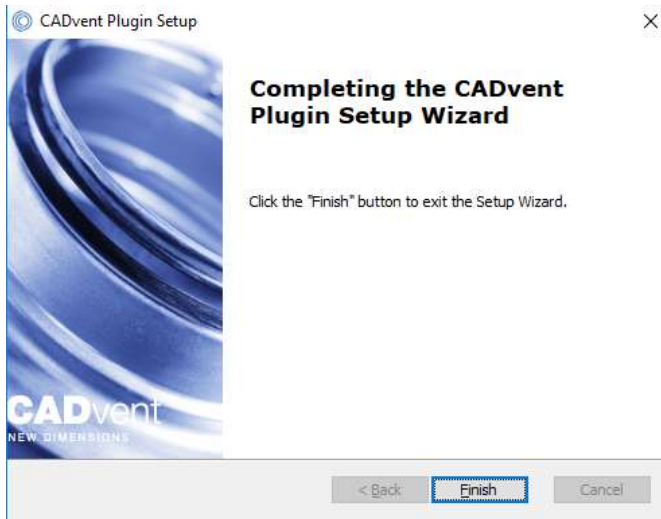 CADvent Plugin Setup
Completing the CADvent
Plugin Setup Wizard
Click the "Finish" button to exit the Setup Wizard.
CADvent
NEW DIMENSIONS
< Back
Finish
Cancel